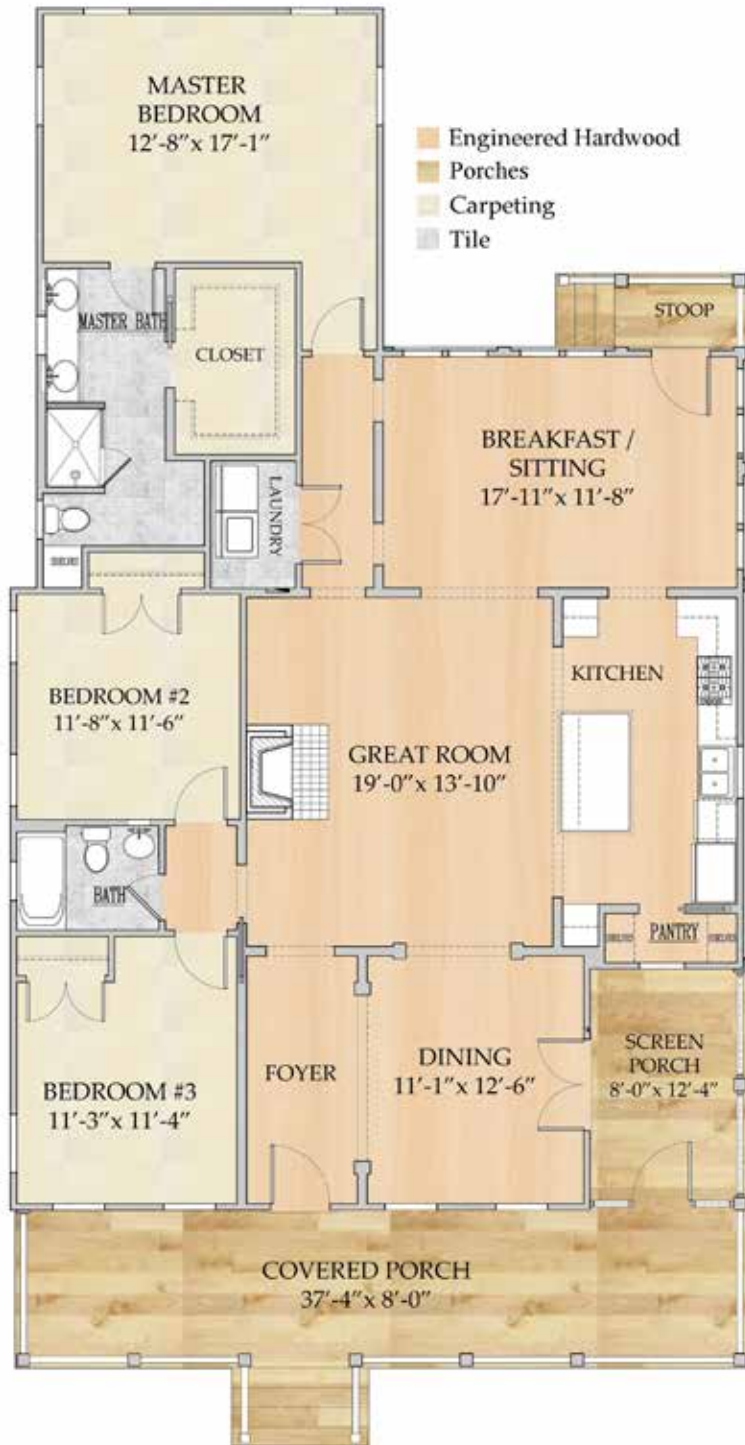 MASTER
BEDROOM
12'-8" x 17'-1"
Engineered Hardwood
Porches
Carpeting
Tile
STOOP
MASTER BATH
CLOSET
BREAKFAST /
SITTING
17'-11" x 11'-8"
LAUNDRY
SHELVES
BEDROOM #2
11'-8" x 11'-6"
KITCHEN
GREAT ROOM
19'-0" x 13'-10"
BATH
SHELVES
PANTRY
SHELVES
BEDROOM #3
11'-3" x 11'-4"
FOYER
DINING
11'-1" x 12'-6"
SCREEN
PORCH
8'-0" x 12'-4"
COVERED PORCH
37'-4" x 8'-0"